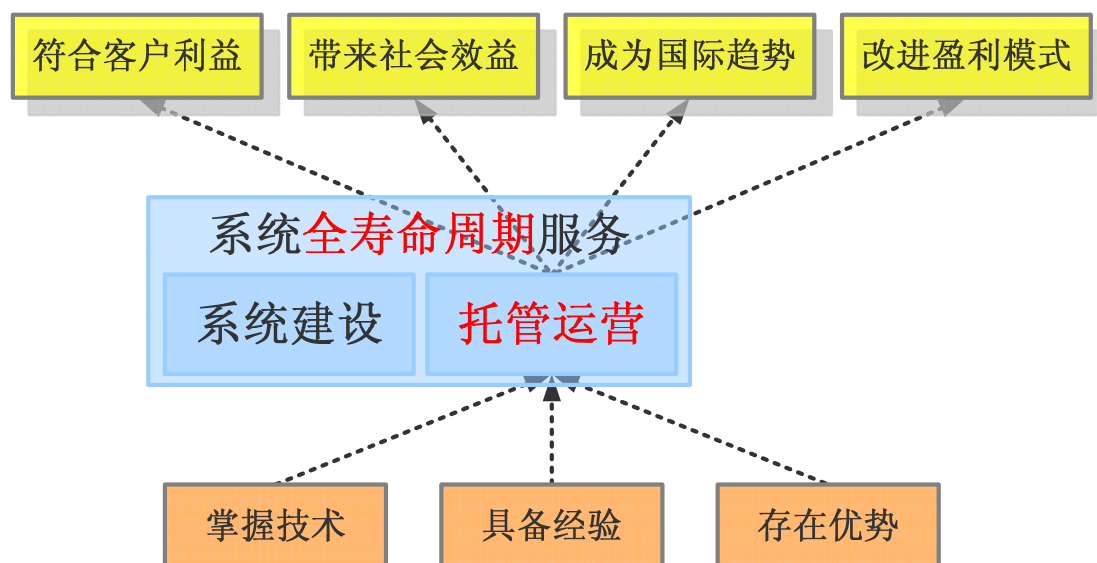 符合客户利益
带来社会效益
成为国际趋势
改进盈利模式
系统全寿命周期服务
系统建设
托管运营
掌握技术
具备经验
存在优势